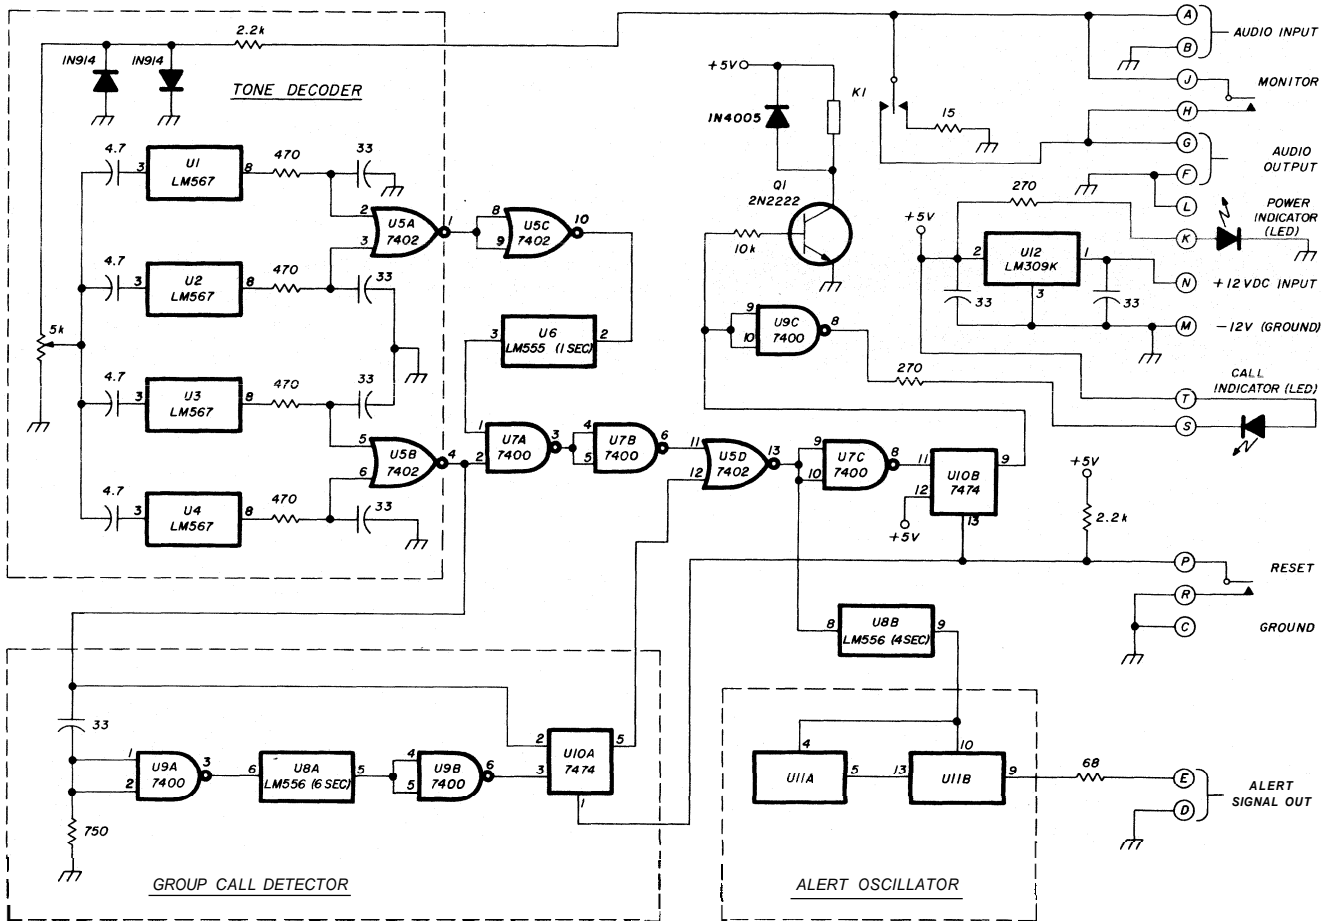 2.2k
1N914
1N914
TONE DECODER
4.7
3
U1
LM567
8
470
33
4.7
3
U2
LM567
8
470
33
5k
4.7
3
U3
LM567
8
470
33
4.7
3
U4
LM567
8
470
33
2
3
U5A
7402
1
8
9
U5C
7402
10
5
6
U5B
7402
4
3
U6
LM555 (1 SEC)
2
1
2
U7A
7400
3
4
5
U7B
7400
6
11
12
U5D
7402
13
9
10
U7C
7400
8
11
12
U10B
7474
9
13
+5V
+5V
1N4005
K1
15
Q1
2N2222
10k
9
10
U9C
7400
8
270
+5V
270
2
U12
LM309K
1
3
33
33
+5V
2.2k
A
B
AUDIO INPUT
J
MONITOR
H
G
F
AUDIO
OUTPUT
L
K
POWER
INDICATOR
(LED)
N
+12VDC INPUT
M
-12V (GROUND)
CALL
INDICATOR (LED)
T
S
P
RESET
R
C
GROUND
8
U8B
LM556 (4SEC)
9
33
1
2
U9A
7400
3
750
6
U8A
LM556 (6 SEC)
5
4
5
U9B
7400
6
2
3
U10A
7474
5
1
GROUP CALL DETECTOR
4
U11A
5
13
10
U11B
9
68
E
D
ALERT
SIGNAL OUT
ALERT OSCILLATOR